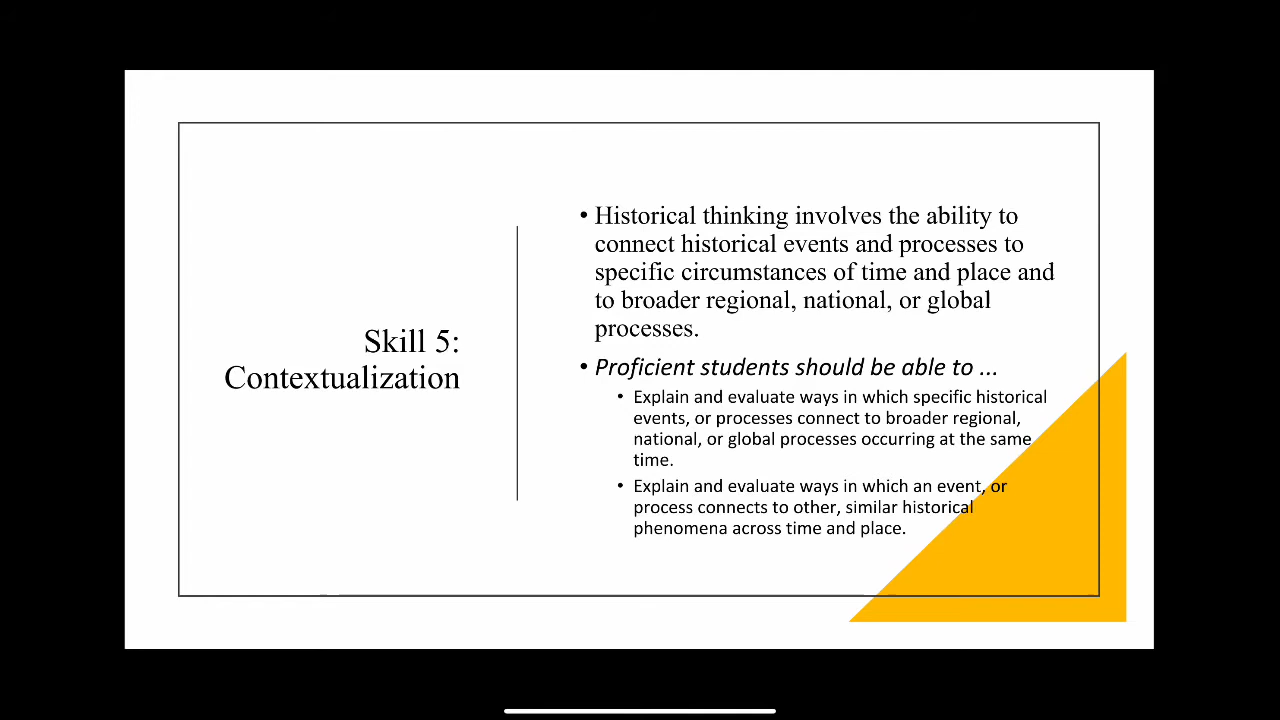 Skill 5:
Contextualization
• Historical thinking involves the ability to
connect historical events and processes to
specific circumstances of time and place and
to broader regional, national, or global
processes.
• Proficient students should be able to ...
• Explain and evaluate ways in which specific historical
events, or processes connect to broader regional,
national, or global processes occurring at the same
time.
• Explain and evaluate ways in which an event, or
process connects to other, similar historical
phenomena across time and place.